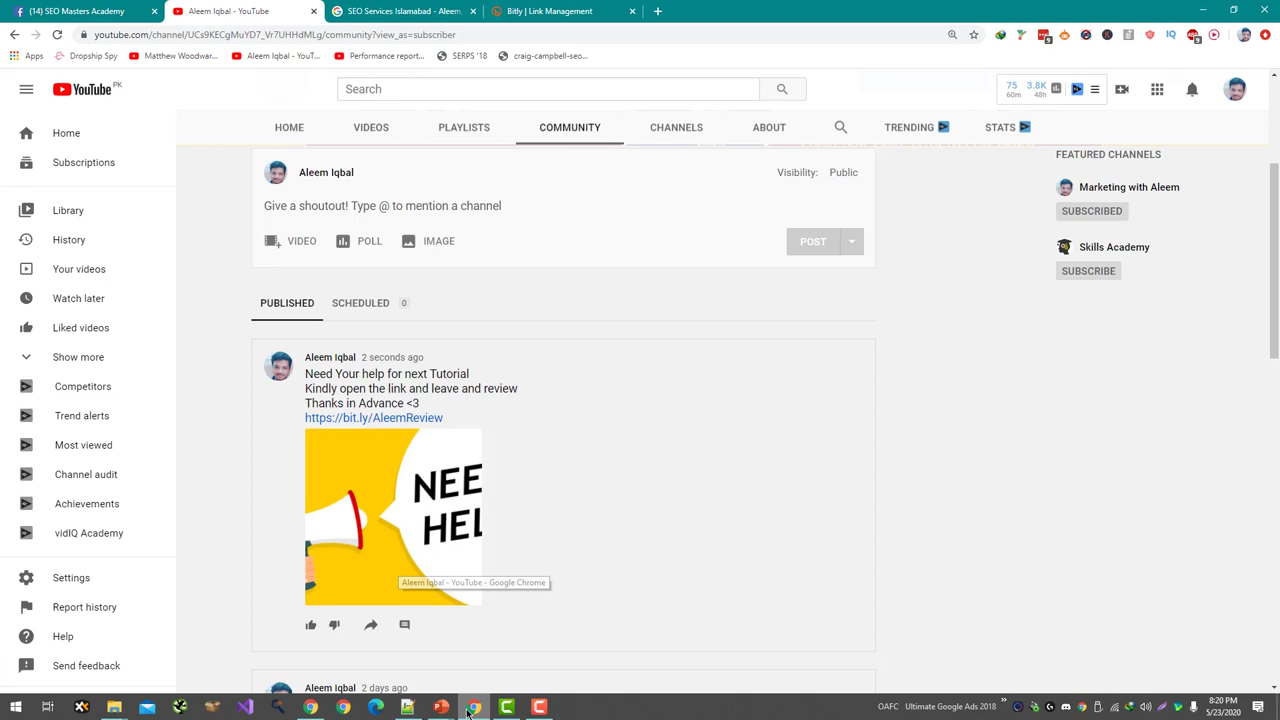 (14) Facebook
Aleem Iqbal - YouTube
SEO Services Islamabad - Aleem
Bitly | Link Management
youtube.com/channel/UCs9KECgMuYD7_Vr7UHHdMLg/community?view_as=subscriber
Apps
Dropship Spy
Matthew Woodwar...
Aleem Iqbal - YouT...
Performance report...
SERPS '18
craig-campbell-seo...
YouTube PK
Search
75 3.8K
60m 48h
HOME VIDEOS PLAYLISTS COMMUNITY CHANNELS ABOUT TRENDING STATS
Home
Subscriptions
Library
History
Your videos
Watch later
Liked videos
Show more
Competitors
Trend alerts
Most viewed
Channel audit
Achievements
vidIQ Academy
Settings
Report history
Help
Send feedback
Aleem Iqbal
Visibility: Public
Give a shoutout! Type @ to mention a channel
VIDEO POLL IMAGE
POST
PUBLISHED SCHEDULED 0
Aleem Iqbal 2 seconds ago
Need Your help for next Tutorial
Kindly open the link and leave and review
Thanks in Advance <3
https://bit.ly/AleemReview
NEE
HEL
Aleem Iqbal - YouTube - Google Chrome
Aleem Iqbal 2 days ago
FEATURED CHANNELS
Marketing with Aleem
SUBSCRIBED
Skills Academy
SUBSCRIBE
OAFC Ultimate Google Ads 2018
8:20 PM
5/23/2020